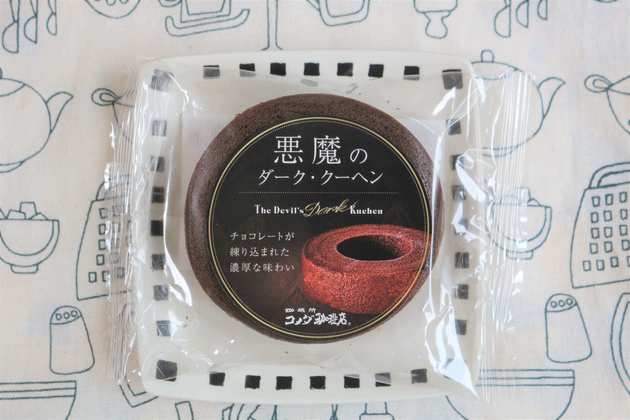 悪魔の
ダーク・クーヘン
The Devil's Dark Kuchen
チョコレートが
練り込まれた
濃厚な味わい
珈琲所
コメダ珈琲店